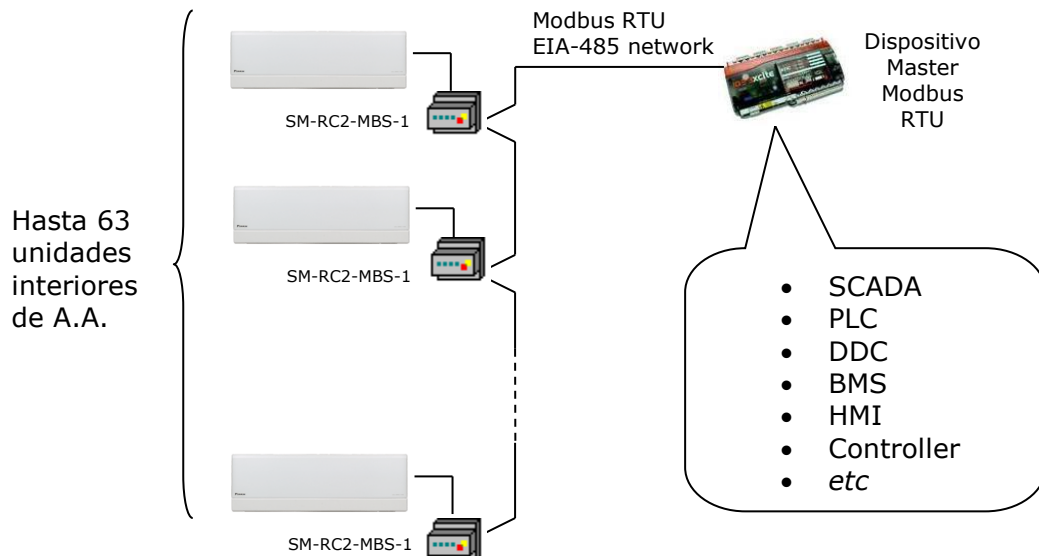 Modbus RTU
EIA-485 network
Dispositivo
Master
Modbus
RTU
SM-RC2-MBS-1
Hasta 63
unidades
interiores
de A.A.
SM-RC2-MBS-1
• SCADA
• PLC
• DDC
• BMS
• HMI
• Controller
• etc
SM-RC2-MBS-1